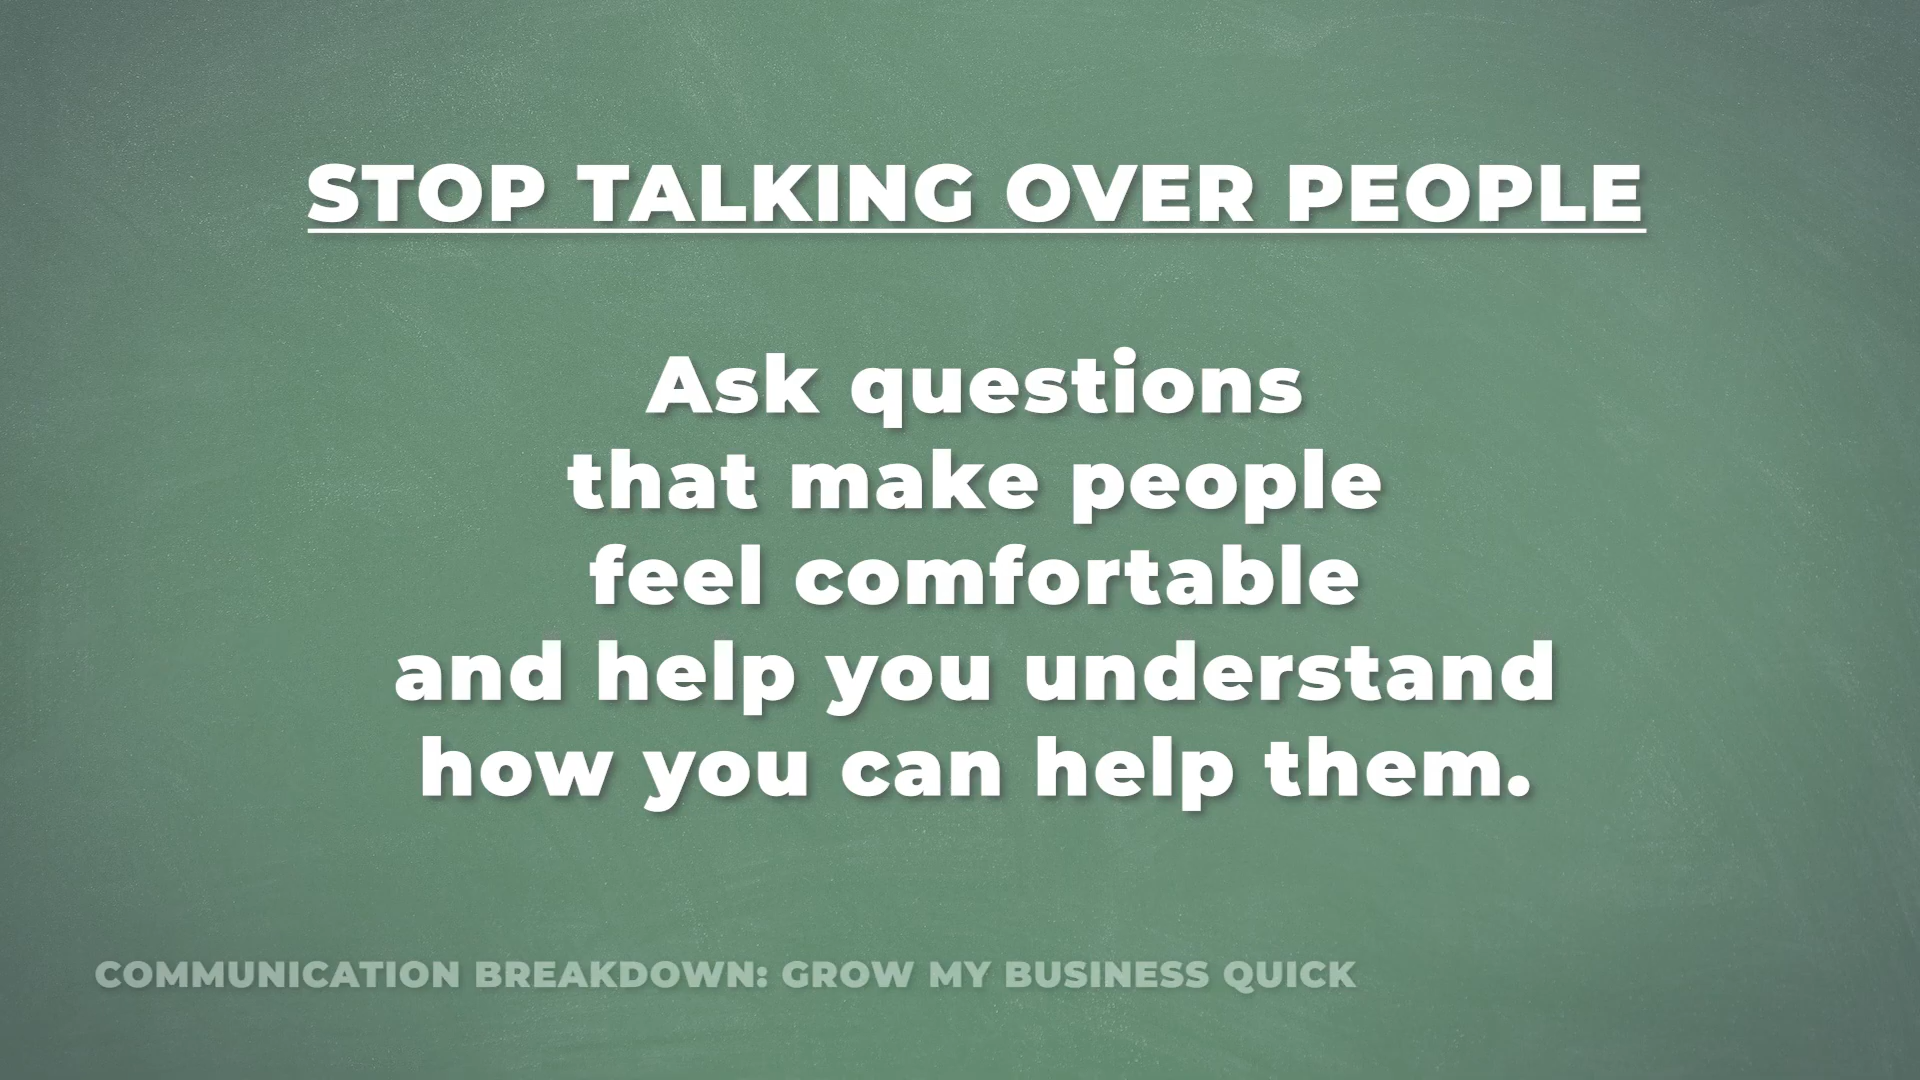 STOP TALKING OVER PEOPLE
Ask questions
that make people
feel comfortable
and help you understand
how you can help them.
COMMUNICATION BREAKDOWN: GROW MY BUSINESS QUICK